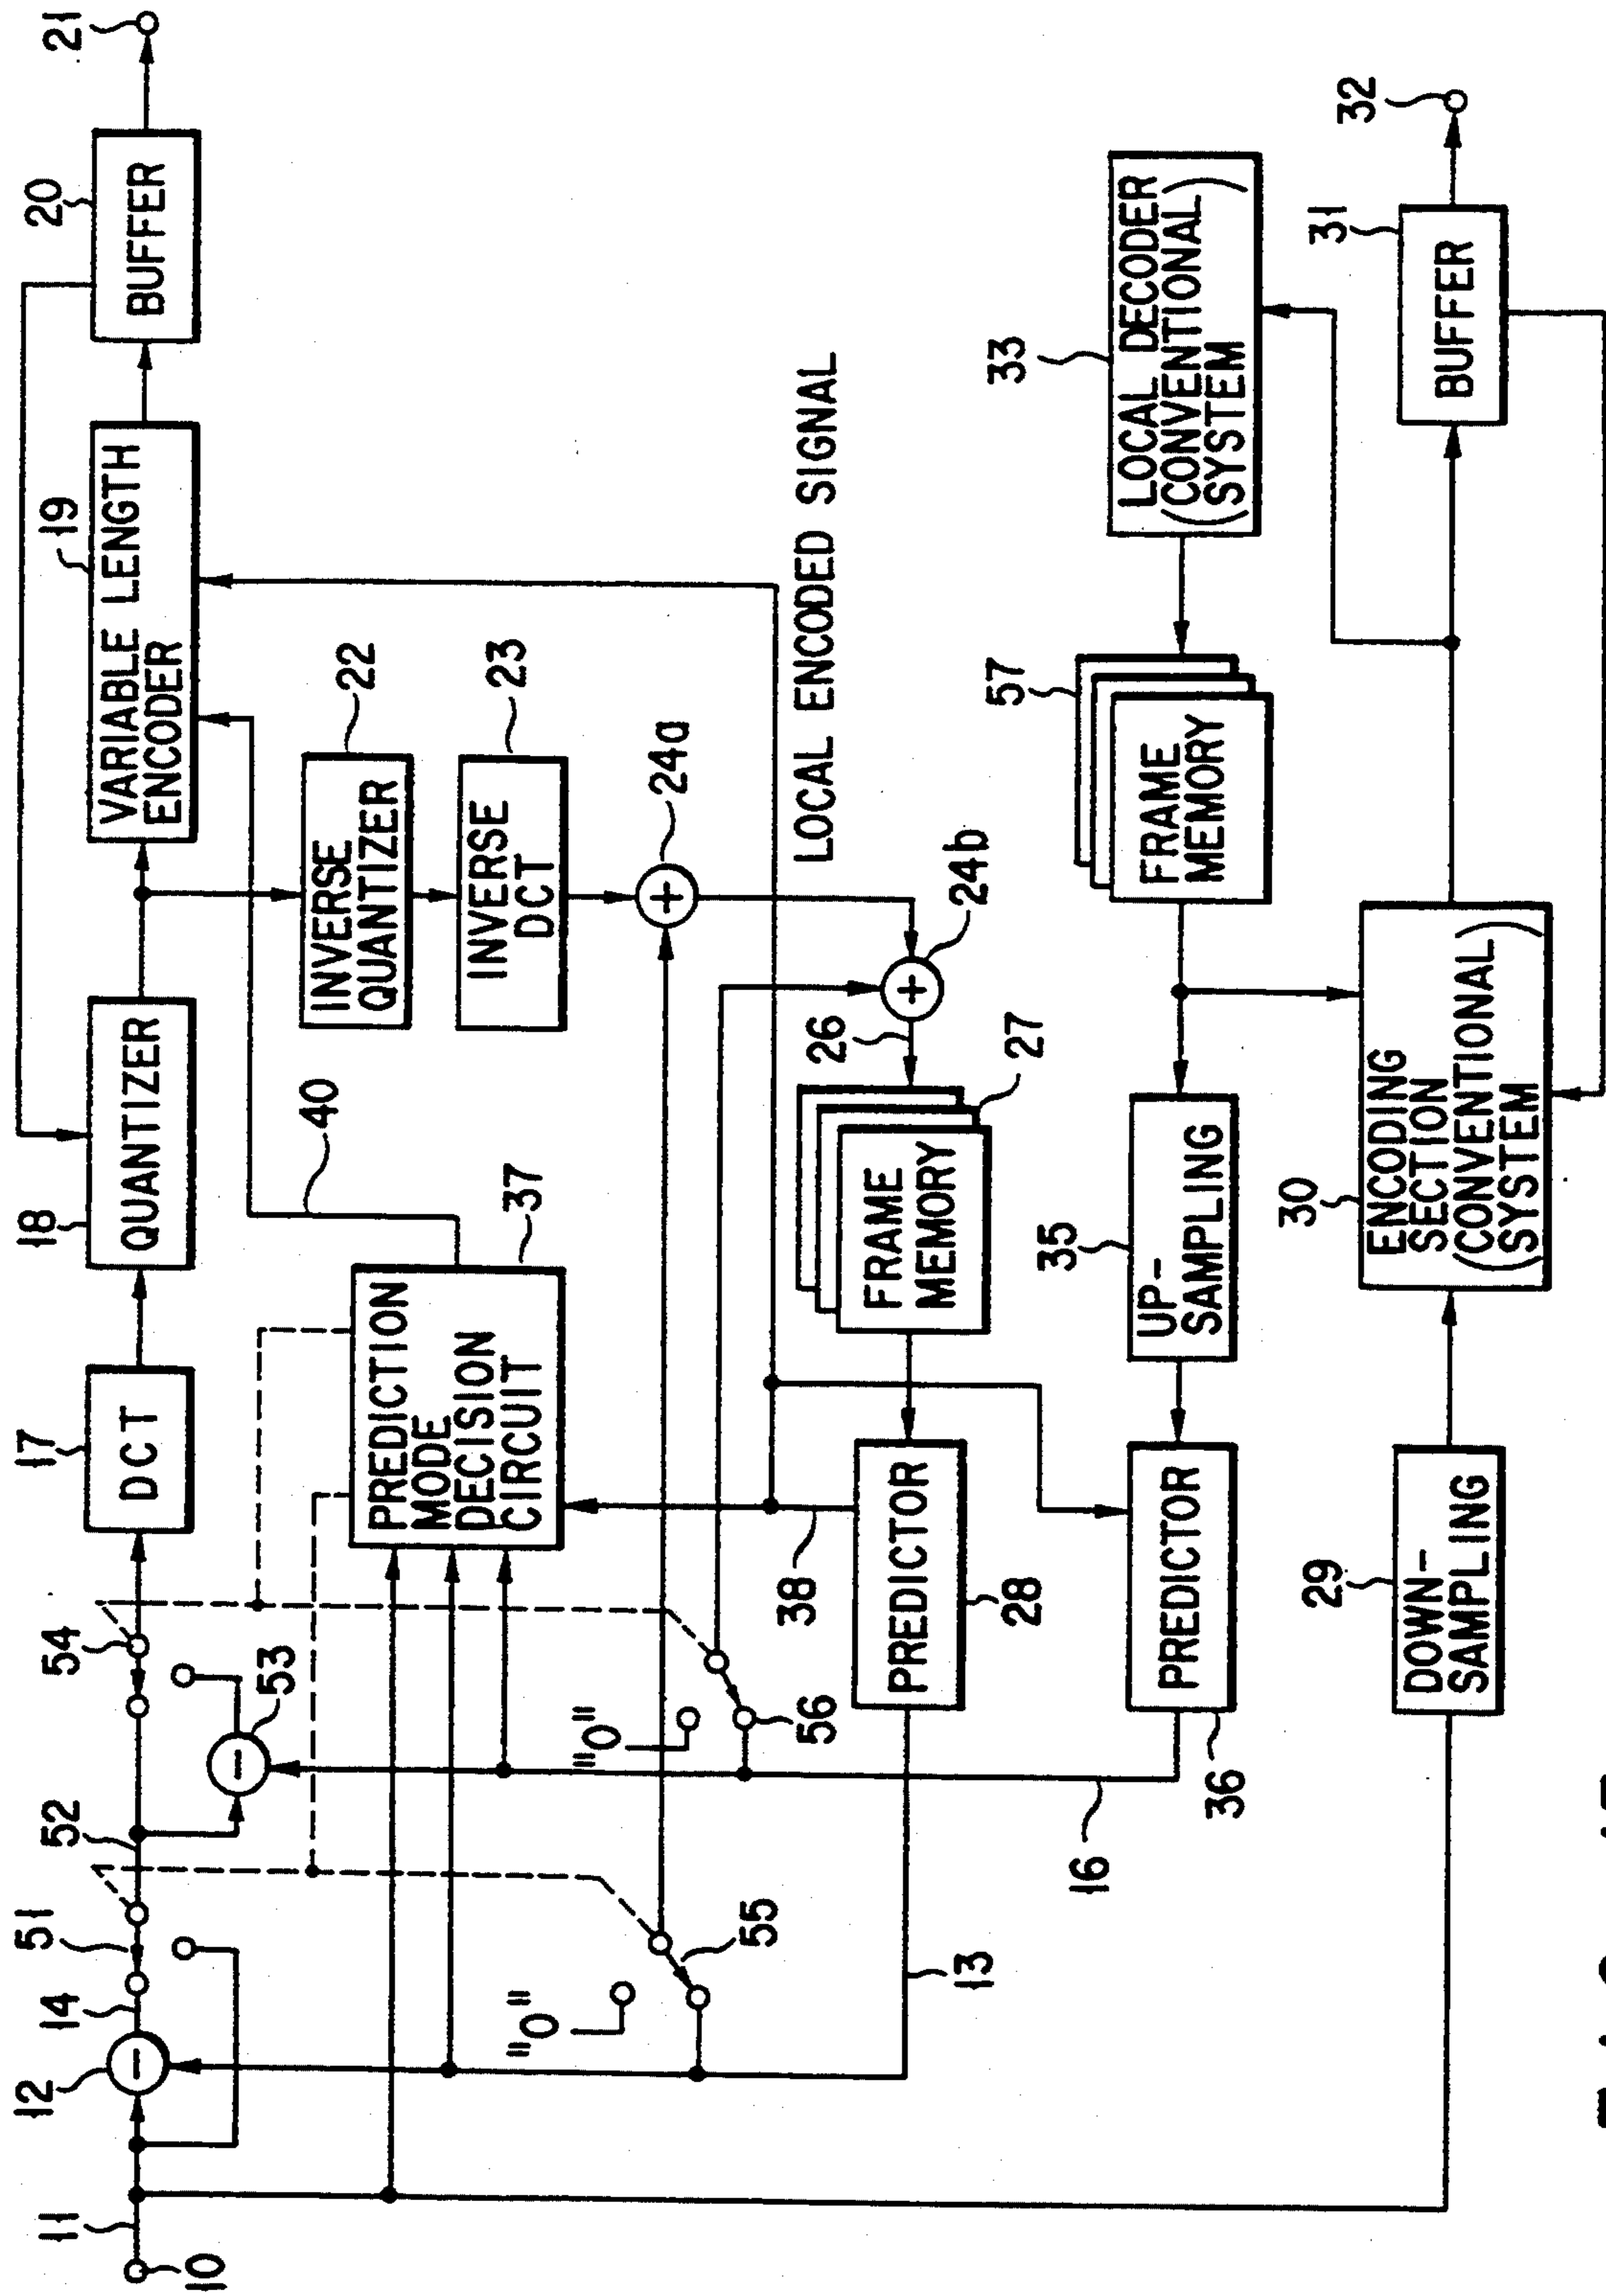 10
11
12
14
51
52
53
54
17
DCT
18
QUANTIZER
19
VARIABLE LENGTH
ENCODER
20
BUFFER
21
40
37
PREDICTION
MODE
DECISION
CIRCUIT
22
INVERSE
QUANTIZER
23
INVERSE
DCT
24a
+
24b
+
LOCAL ENCODED SIGNAL
"0"
55
"0"
56
13
38
28
PREDICTOR
26
27
FRAME
MEMORY
16
36
PREDICTOR
35
UP-
SAMPLING
57
FRAME
MEMORY
33
LOCAL DECODER
(CONVENTIONAL)
SYSTEM
29
DOWN-
SAMPLING
30
ENCODING
SECTION
(CONVENTIONAL)
SYSTEM
31
BUFFER
32